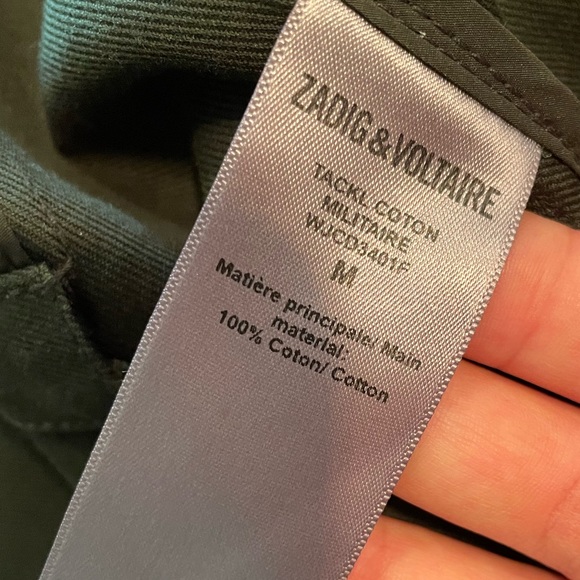 ZADIG&VOLTAIRE
TACKL COTON
MILITAIRE
WJCD3401F
M
Matière principale/ Main
material:
100% Coton/ Cotton